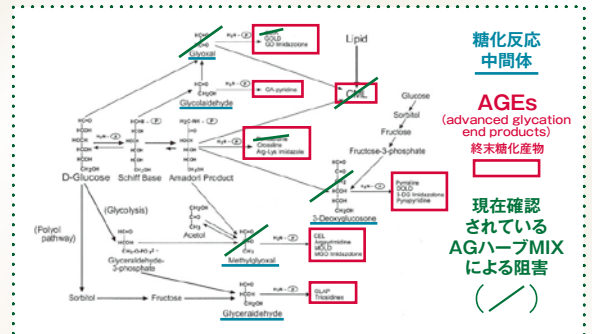 Glyoxal
GOLD
GO Imidazolone
Lipid
CML
Glycolaldehyde
GA-pyridine
Glucose
Sorbitol
Fructose
Fructose-3-phosphate
Crossline
Arg-Lys imidazole
D-Glucose
Schiff Base
Amadori Product
3-Deoxyglucosone
Pyrraline
DOLD
3-DG Imidazolone
Pyropyridine
(Polyol
pathway)
(Glycolysis)
Acetol
Methylglyoxal
CEL
Argpyrimidine
MOLD
MGO Imidazolone
Glyceraldehyde-
3-phosphate
Sorbitol
Fructose
Glyceraldehyde
GLAP
Triosidines
糖化反応
中間体
AGEs
(advanced glycation
end products)
終末糖化産物
現在確認
されている
AGハーブMIX
による阻害
(／)